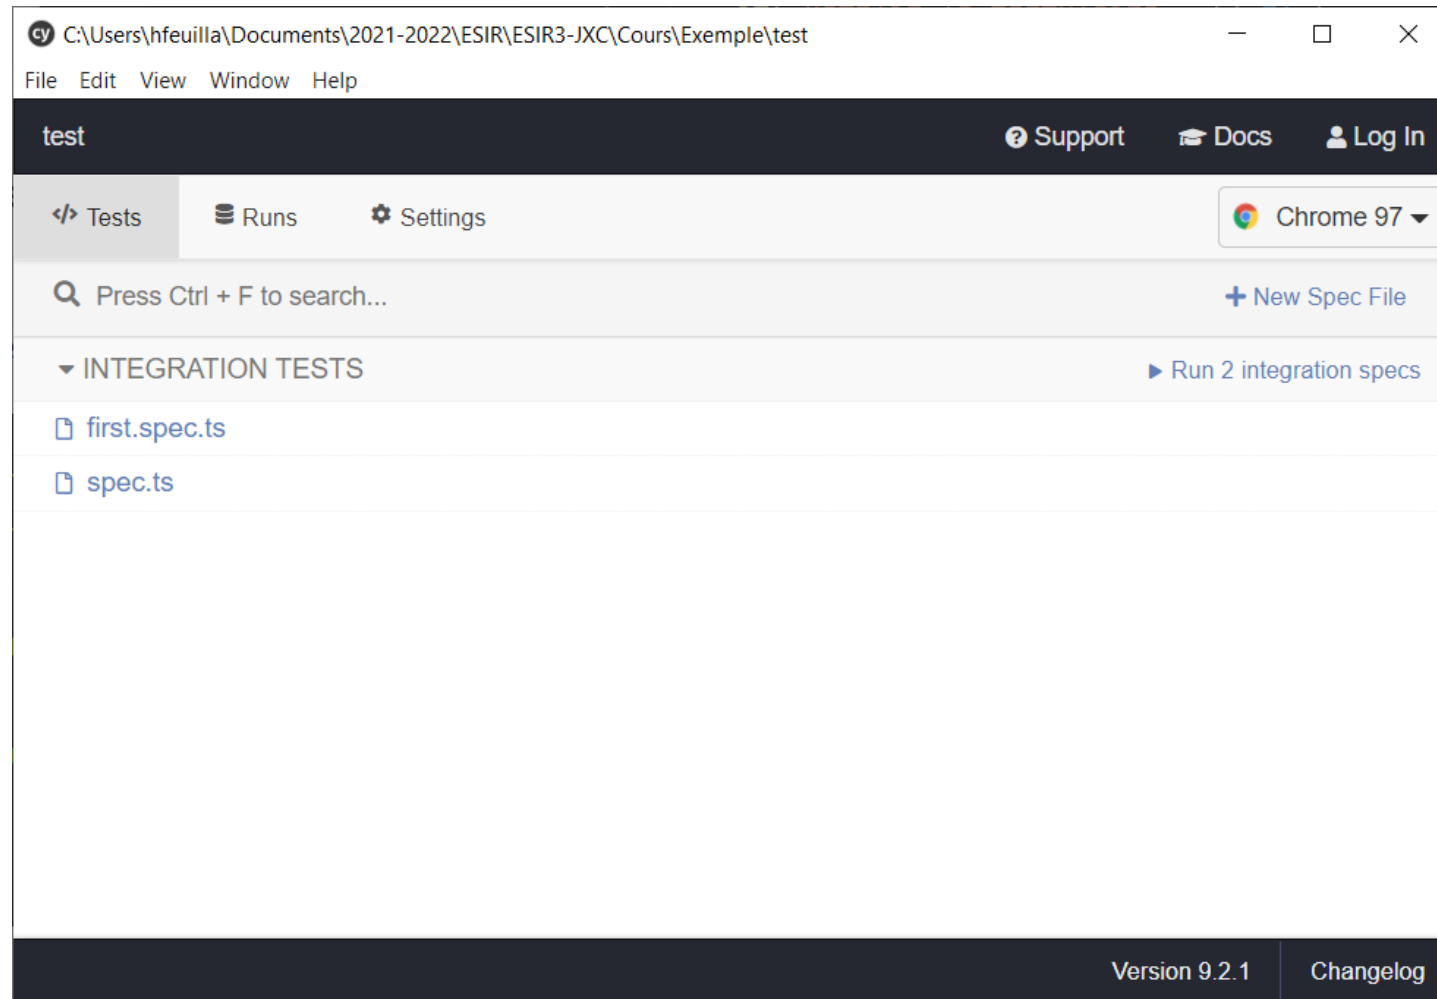 cy C:\Users\hfeuilla\Documents\2021-2022\ESIR\ESIR3-JXC\Cours\Exemple\test
File Edit View Window Help
test Support Docs Log In
</> Tests Runs Settings Chrome 97
Press Ctrl + F to search... + New Spec File
INTEGRATION TESTS Run 2 integration specs
first.spec.ts
spec.ts
Version 9.2.1 Changelog